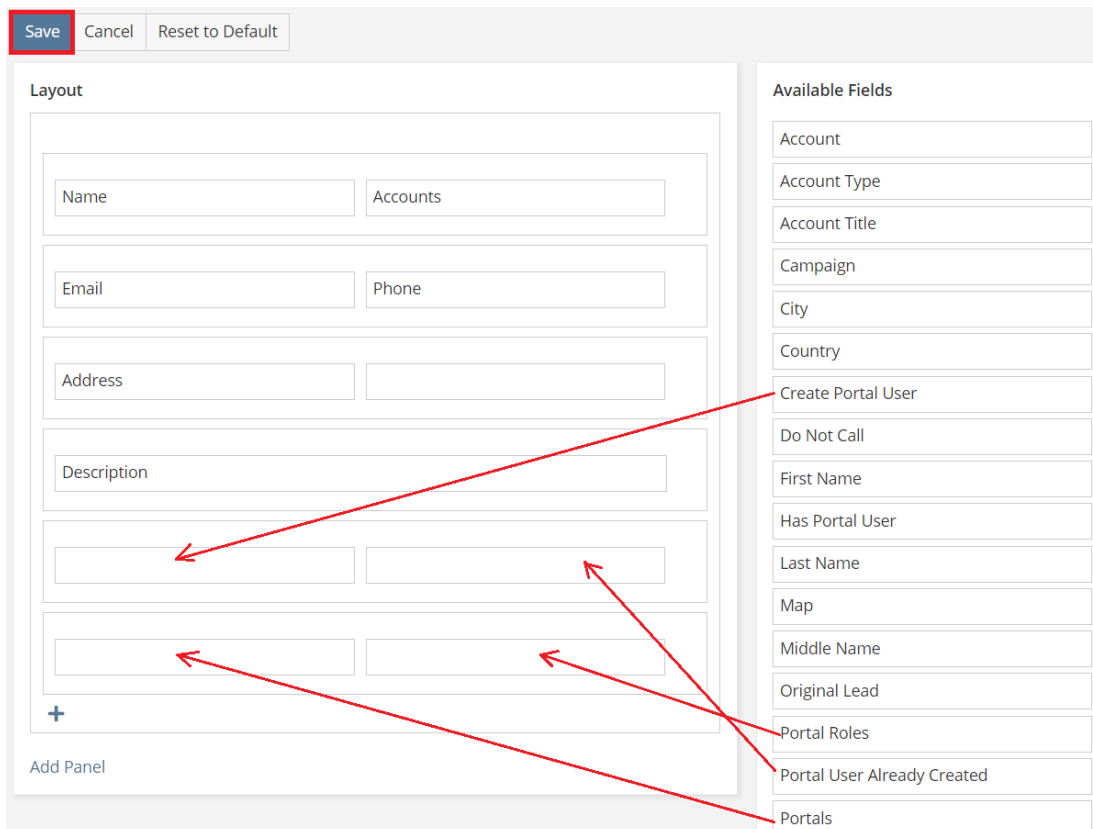 Save Cancel Reset to Default
Layout
Name Accounts
Email Phone
Address
Description
Add Panel
Available Fields
Account
Account Type
Account Title
Campaign
City
Country
Create Portal User
Do Not Call
First Name
Has Portal User
Last Name
Map
Middle Name
Original Lead
Portal Roles
Portal User Already Created
Portals